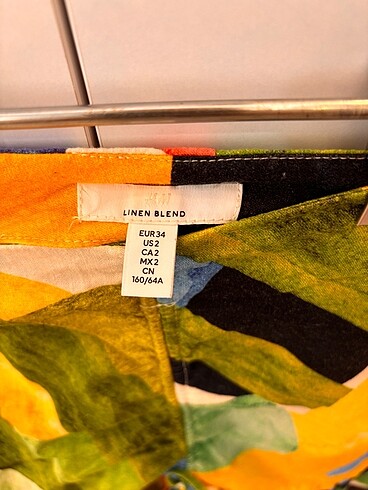 H&M
LINEN BLEND
EUR34
US2
CA2
MX2
CN
160/64A